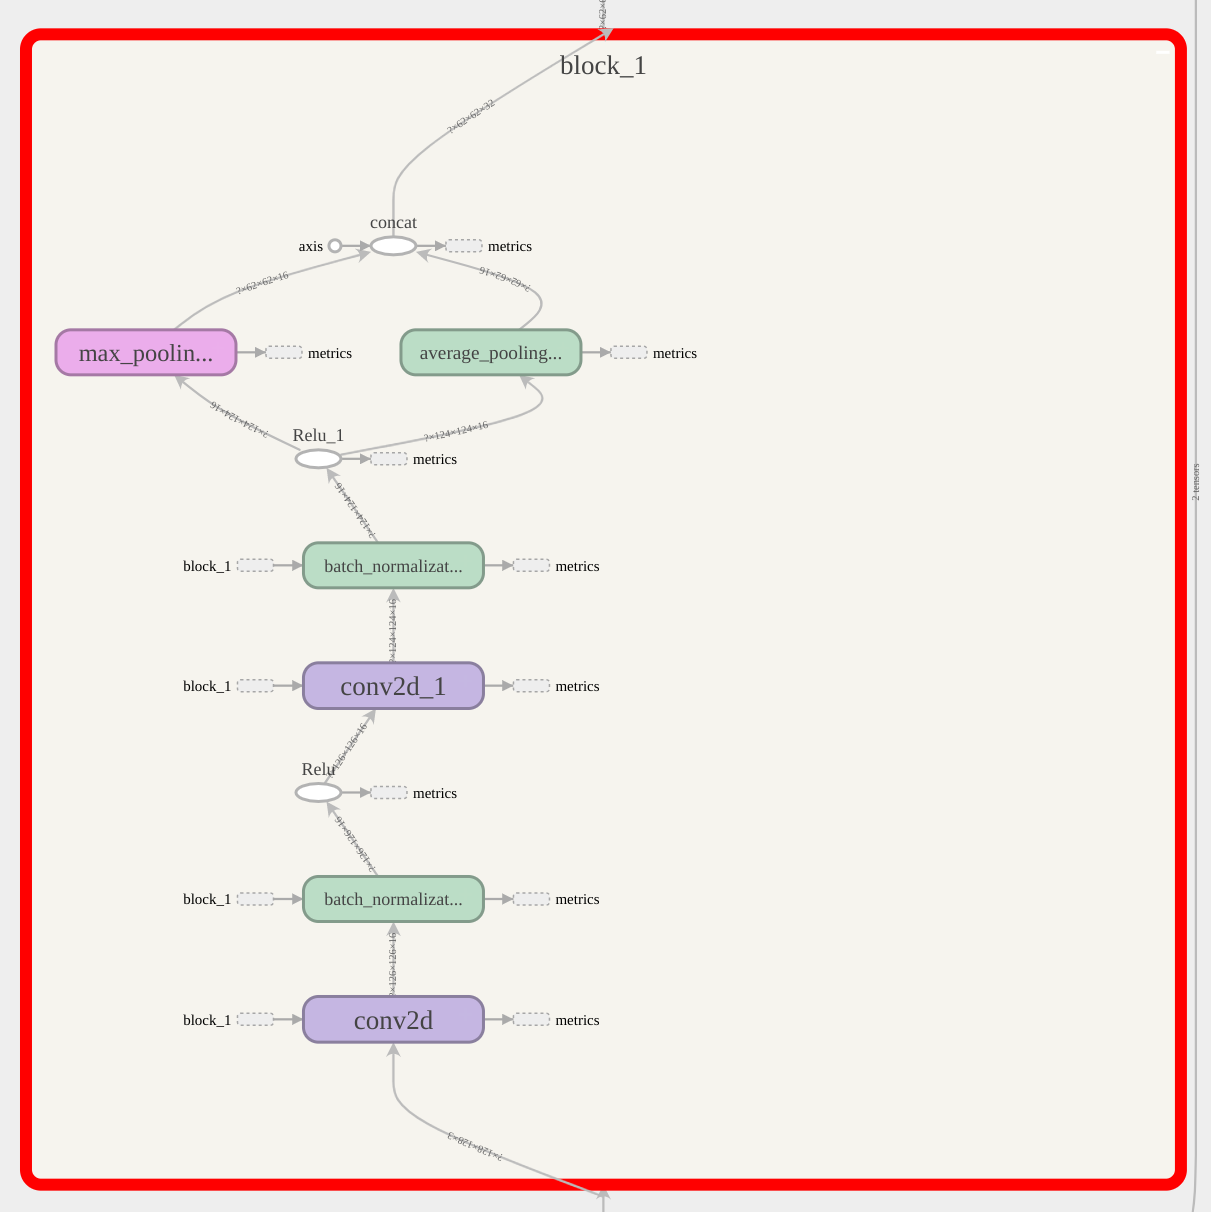 ?×62×6
block_1
?×62×62×32
concat
axis
metrics
?×62×62×16
?×62×62×16
max_poolin...
metrics
average_pooling...
metrics
?×124×124×16
?×124×124×16
Relu_1
metrics
2 tensors
?×124×124×16
block_1
batch_normalizat...
metrics
?×124×124×16
block_1
conv2d_1
metrics
?×126×126×16
Relu
metrics
?×126×126×16
block_1
batch_normalizat...
metrics
?×126×126×16
block_1
conv2d
metrics
?×128×128×3